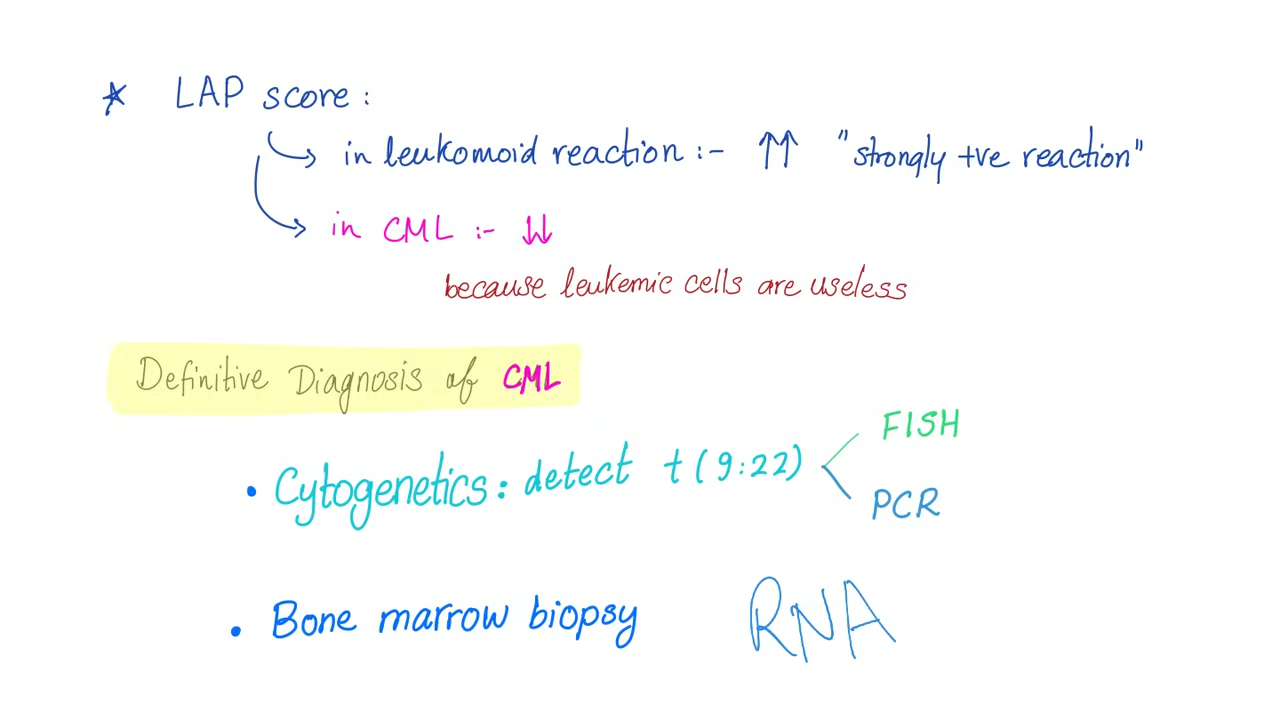 * LAP score :
in leukomoid reaction :- ↑↑ "strongly +ve reaction"
in CML :- ↓↓
because leukemic cells are useless
Definitive Diagnosis of CML
• Cytogenetics : detect t(9:22)
FISH
PCR
• Bone marrow biopsy
RNA